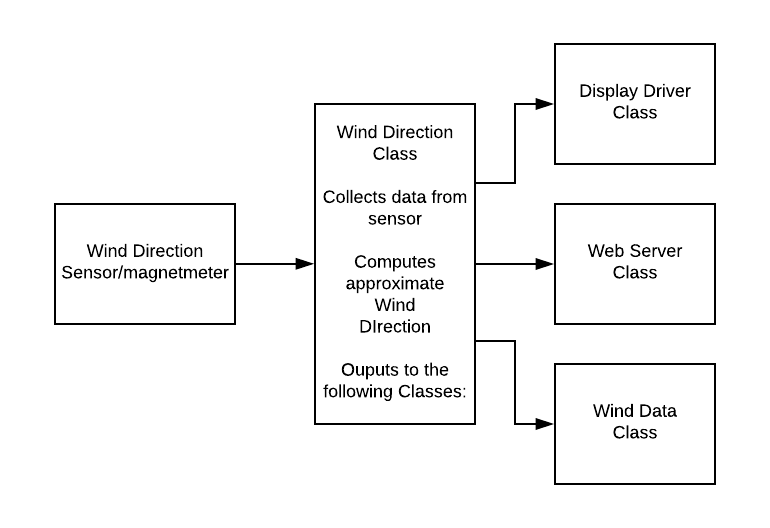 Wind Direction
Sensor/magnetmeter
Wind Direction
Class
Collects data from
sensor
Computes
approximate
Wind
DIrection
Ouputs to the
following Classes:
Display Driver
Class
Web Server
Class
Wind Data
Class